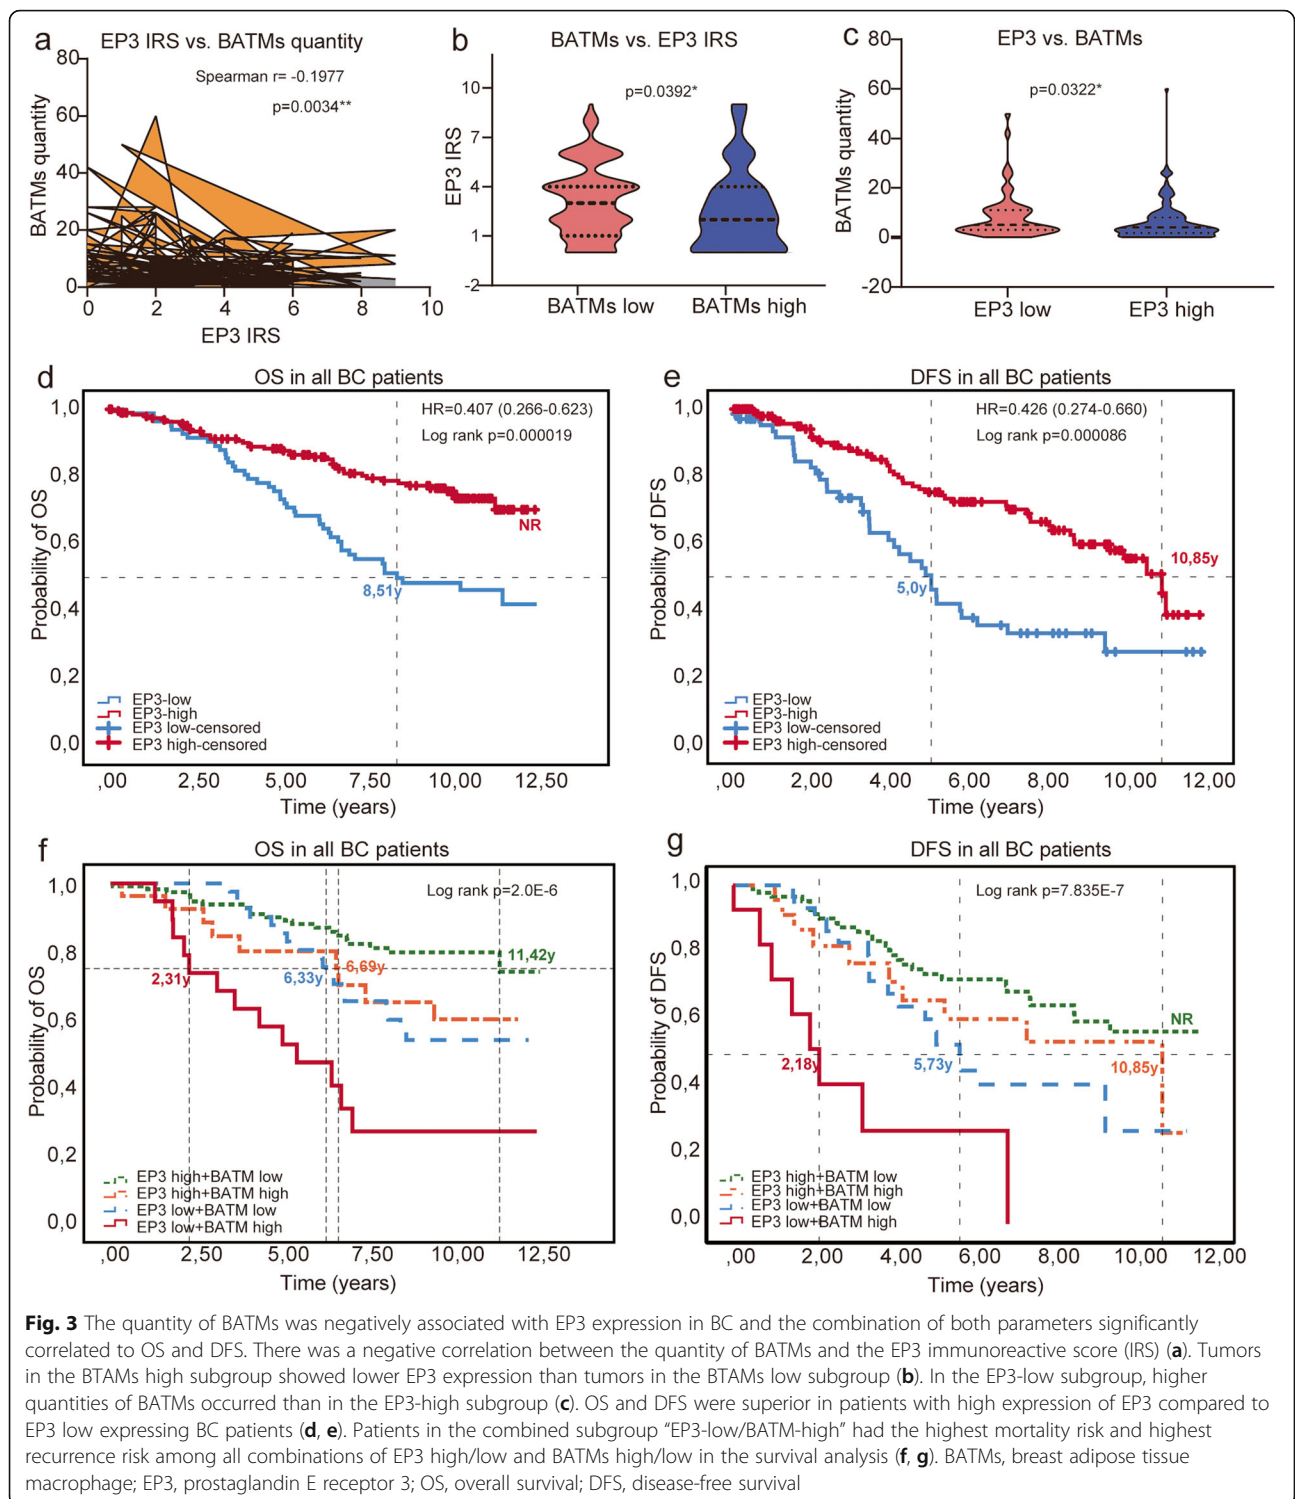 a
EP3 IRS vs. BATMs quantity
Spearman r= -0.1977
p=0.0034**
BATMs quantity
80
60
40
20
0
0 2 4 6 8 10
EP3 IRS
b
BATMs vs. EP3 IRS
p=0.0392*
EP3 IRS
10
7
4
1
-2
BATMs low BATMs high
c
EP3 vs. BATMs
p=0.0322*
BATMs quantity
80
60
40
20
0
-20
EP3 low EP3 high
d
OS in all BC patients
HR=0.407 (0.266-0.623)
Log rank p=0.000019
Probability of OS
1,0
0,8
0,6
0,4
0,2
0,0
NR
8,51y
EP3-low
EP3-high
EP3 low-censored
EP3 high-censored
,00 2,50 5,00 7,50 10,00 12,50
Time (years)
e
DFS in all BC patients
HR=0.426 (0.274-0.660)
Log rank p=0.000086
Probability of DFS
1,0
0,8
0,6
0,4
0,2
0,0
10,85y
5,0y
EP3-low
EP3-high
EP3 low-censored
EP3 high-censored
,00 2,00 4,00 6,00 8,00 10,00 12,00
Time (years)
f
OS in all BC patients
Log rank p=2.0E-6
Probability of OS
1,0
0,8
0,6
0,4
0,2
0,0
11,42y
2,31y
6,33y
6,69y
EP3 high+BATM low
EP3 high+BATM high
EP3 low+BATM low
EP3 low+BATM high
,00 2,50 5,00 7,50 10,00 12,50
Time (years)
g
DFS in all BC patients
Log rank p=7.835E-7
Probability of DFS
1,0
0,8
0,6
0,4
0,2
0,0
NR
2,18y
5,73y
10,85y
EP3 high+BATM low
EP3 high+BATM high
EP3 low+BATM low
EP3 low+BATM high
,00 2,00 4,00 6,00 8,00 10,00 12,00
Time (years)
Fig. 3 The quantity of BATMs was negatively associated with EP3 expression in BC and the combination of both parameters significantly
correlated to OS and DFS. There was a negative correlation between the quantity of BATMs and the EP3 immunoreactive score (IRS) (a). Tumors
in the BTAMs high subgroup showed lower EP3 expression than tumors in the BTAMs low subgroup (b). In the EP3-low subgroup, higher
quantities of BATMs occurred than in the EP3-high subgroup (c). OS and DFS were superior in patients with high expression of EP3 compared to
EP3 low expressing BC patients (d, e). Patients in the combined subgroup “EP3-low/BATM-high” had the highest mortality risk and highest
recurrence risk among all combinations of EP3 high/low and BATMs high/low in the survival analysis (f, g). BATMs, breast adipose tissue
macrophage; EP3, prostaglandin E receptor 3; OS, overall survival; DFS, disease-free survival